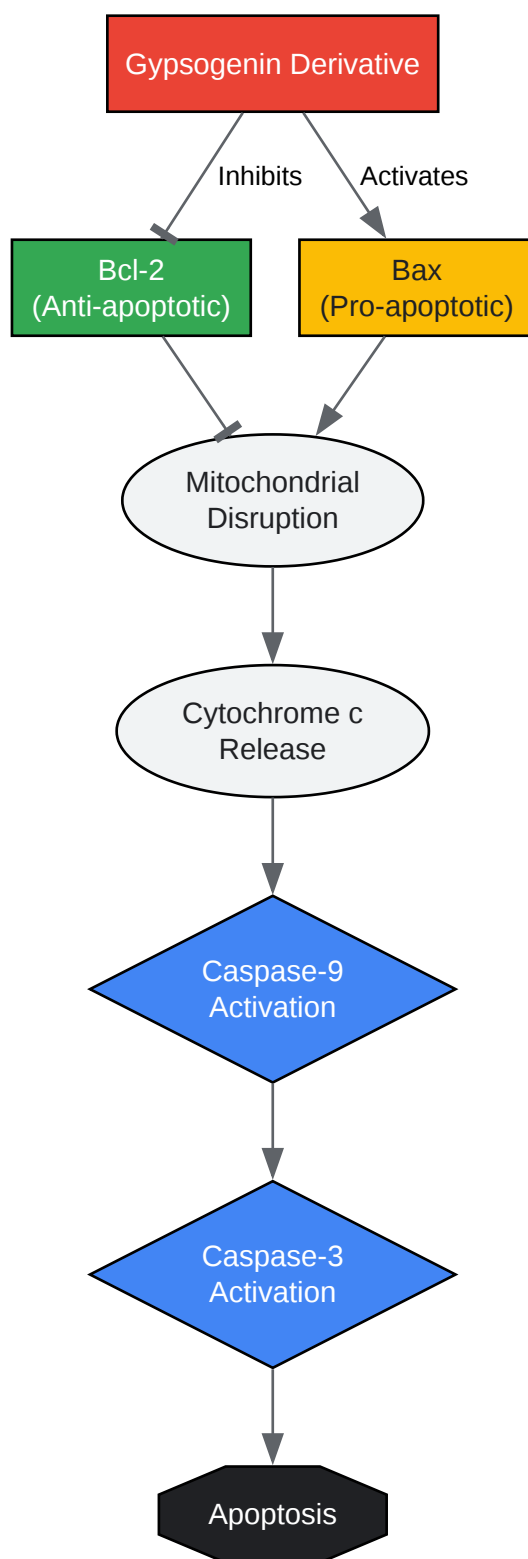 Gypsogenin Derivative
Inhibits
Activates
Bcl-2
(Anti-apoptotic)
Bax
(Pro-apoptotic)
Mitochondrial
Disruption
Cytochrome c
Release
Caspase-9
Activation
Caspase-3
Activation
Apoptosis